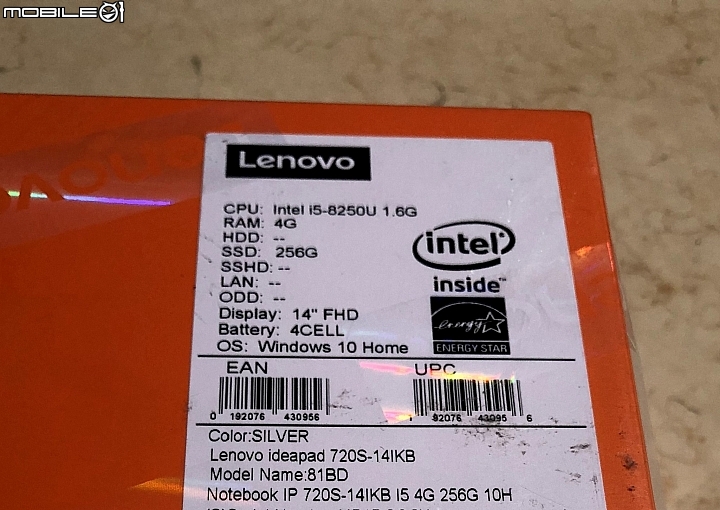 MOBILE01
Lenovo
CPU: Intel i5-8250U 1.6G
RAM: 4G
HDD: --
SSD: 256G
SSHD: --
LAN: --
ODD: --
Display: 14" FHD
Battery: 4CELL
OS: Windows 10 Home
intel
inside™
energy
ENERGY STAR
EAN
UPC
0 192076 430956
1 92076 43095 6
Color:SILVER
Lenovo ideapad 720S-14IKB
Model Name:81BD
Notebook IP 720S-14IKB I5 4G 256G 10H